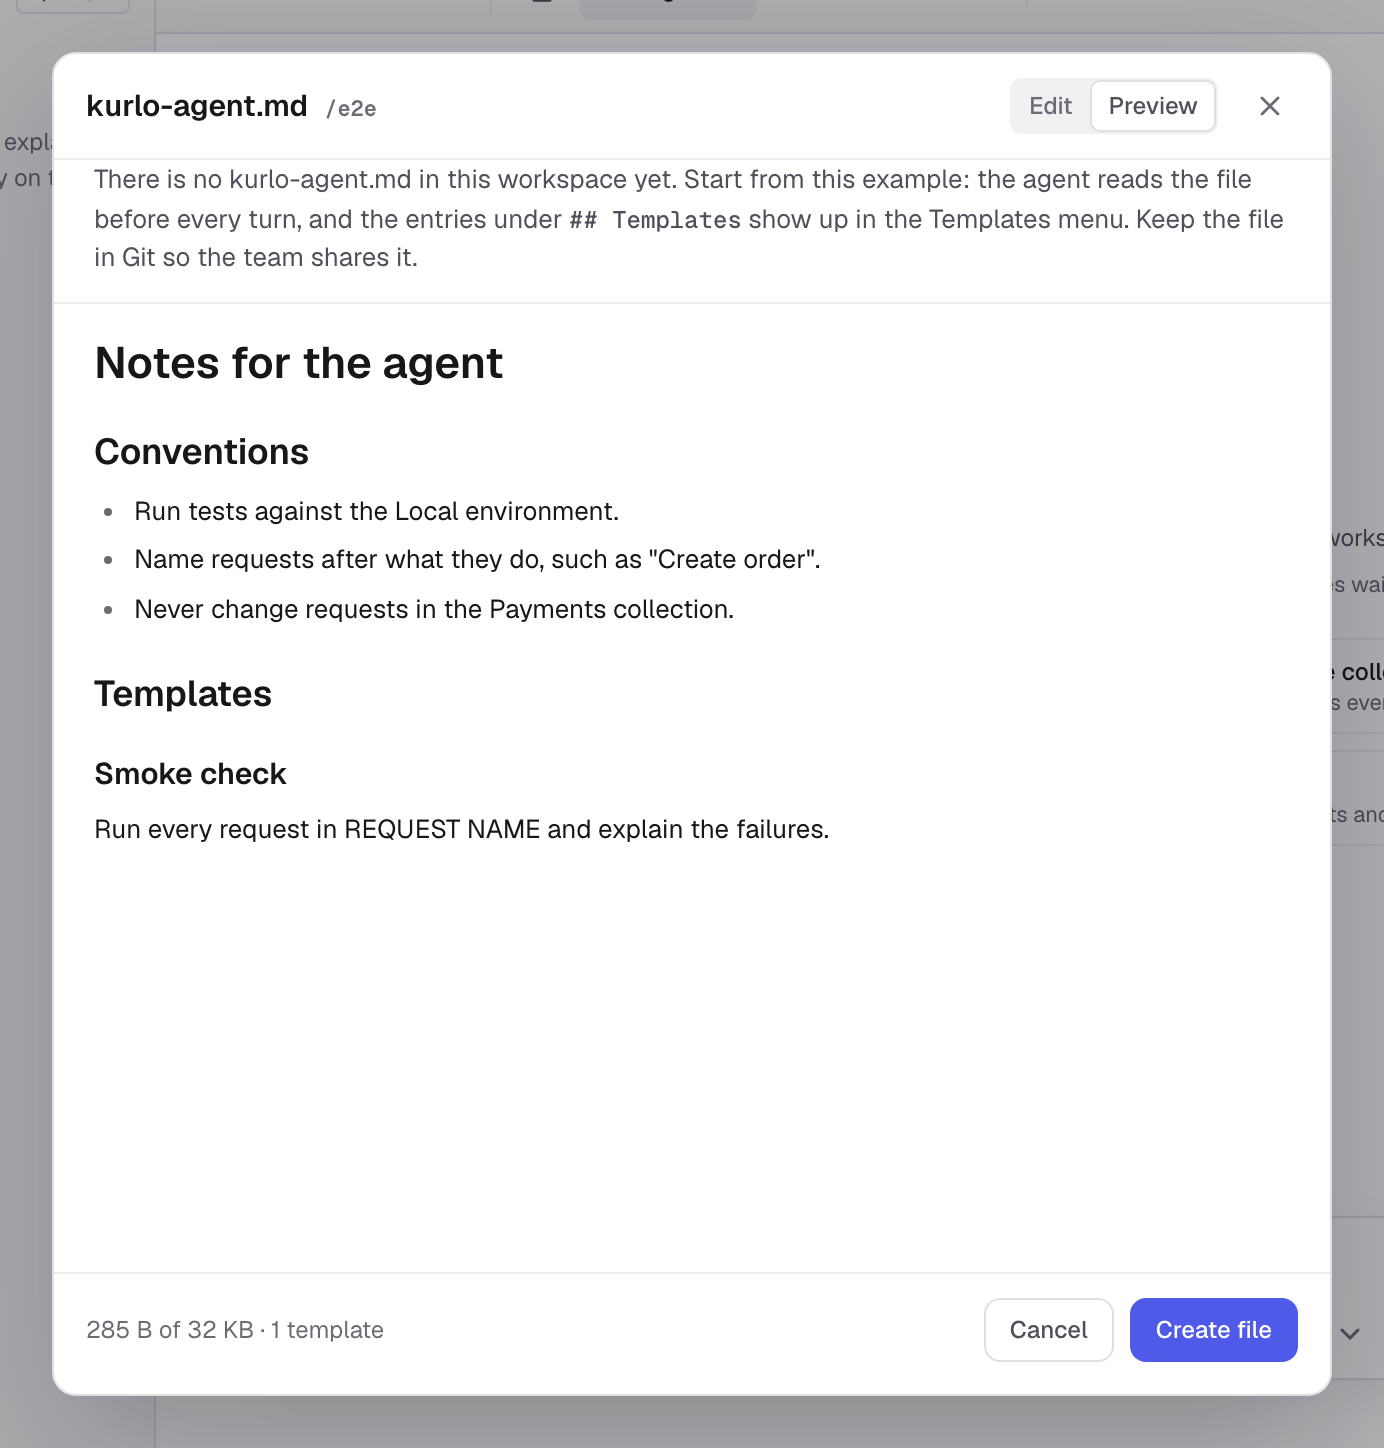 kurlo-agent.md /e2e
Edit Preview
There is no kurlo-agent.md in this workspace yet. Start from this example: the agent reads the file
before every turn, and the entries under ## Templates show up in the Templates menu. Keep the file
in Git so the team shares it.
Notes for the agent
Conventions
• Run tests against the Local environment.
• Name requests after what they do, such as "Create order".
• Never change requests in the Payments collection.
Templates
Smoke check
Run every request in REQUEST NAME and explain the failures.
285 B of 32 KB · 1 template
Cancel Create file